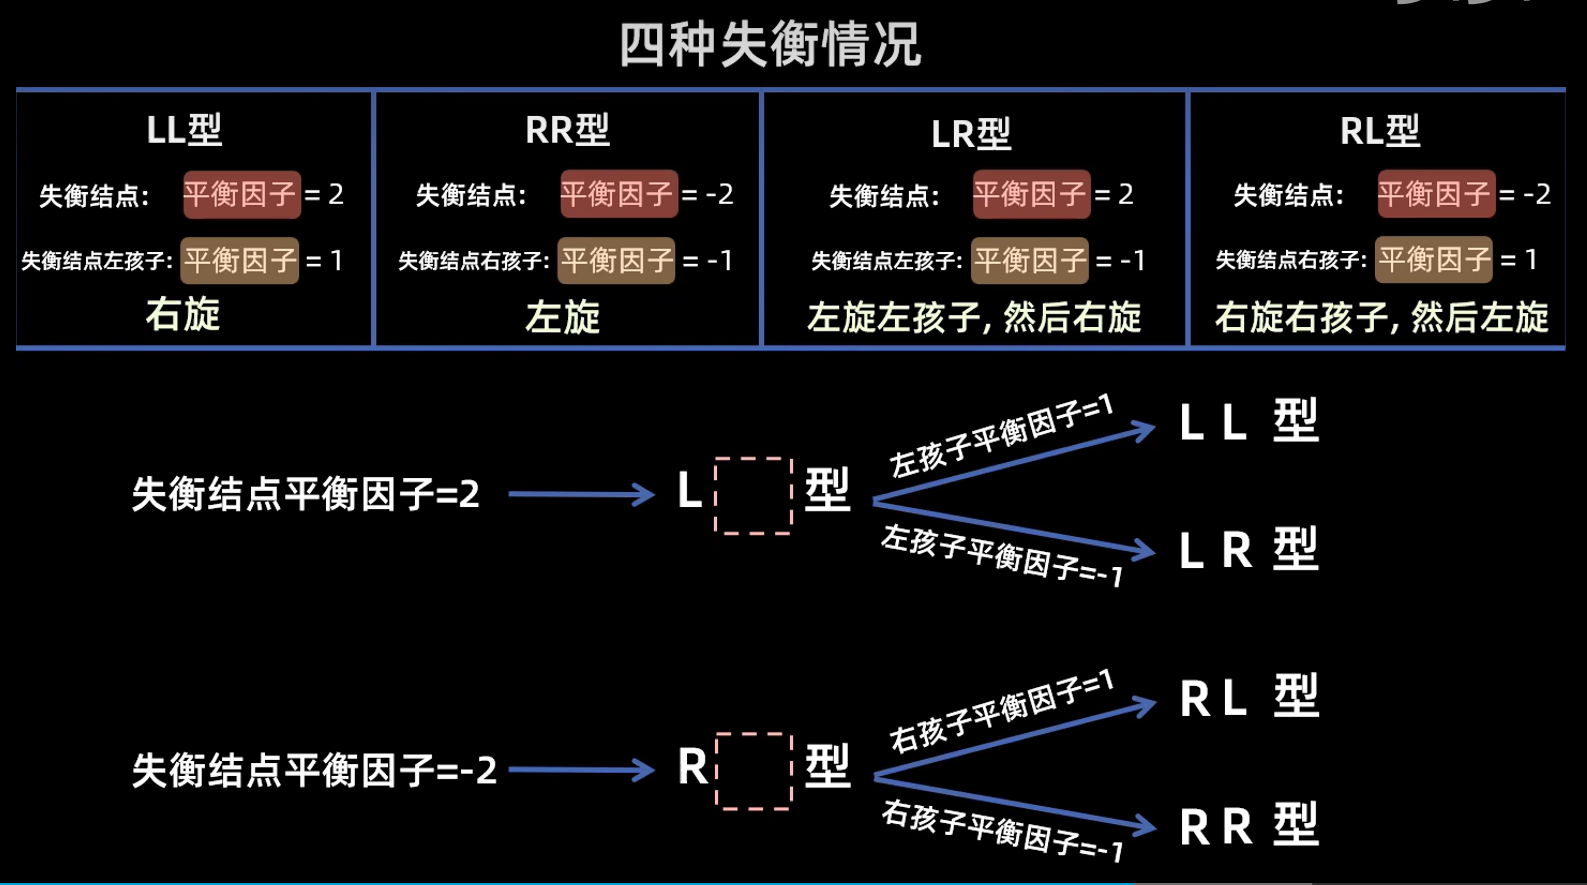 四种失衡情况
LL型
失衡结点: 平衡因子 = 2
失衡结点左孩子: 平衡因子 = 1
右旋
RR型
失衡结点: 平衡因子 = -2
失衡结点右孩子: 平衡因子 = -1
左旋
LR型
失衡结点: 平衡因子 = 2
失衡结点左孩子: 平衡因子 = -1
左旋左孩子, 然后右旋
RL型
失衡结点: 平衡因子 = -2
失衡结点右孩子: 平衡因子 = 1
右旋右孩子, 然后左旋
失衡结点平衡因子=2
L 型
左孩子平衡因子=1
L L 型
左孩子平衡因子=-1
L R 型
失衡结点平衡因子=-2
R 型
右孩子平衡因子=1
R L 型
右孩子平衡因子=-1
R R 型